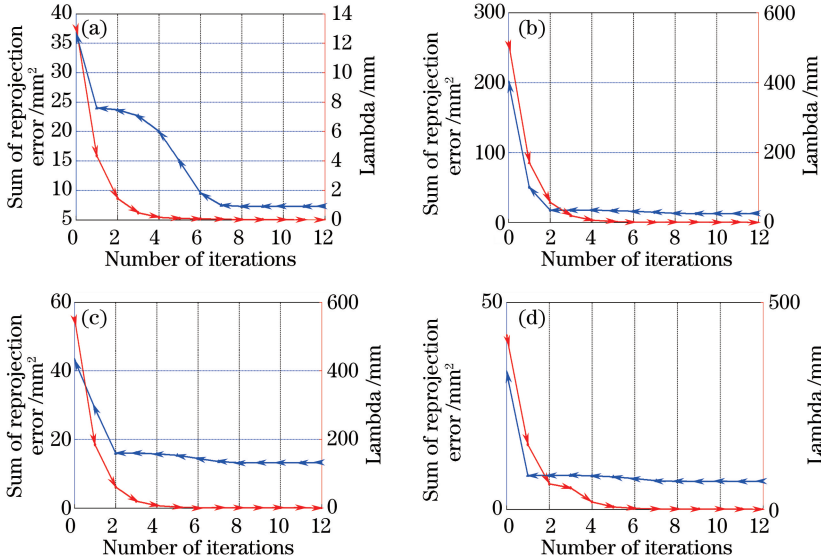 (a)
40
35
30
25
20
15
10
5
14
12
10
8
6
4
2
0
0 2 4 6 8 10 12
Number of iterations
Sum of reprojection
error /mm²
Lambda /mm
(b)
300
200
100
0
600
400
200
0
0 2 4 6 8 10 12
Number of iterations
Sum of reprojection
error /mm²
Lambda /mm
(c)
60
40
20
0
600
400
200
0
0 2 4 6 8 10 12
Number of iterations
Sum of reprojection
error /mm²
Lambda /mm
(d)
50
0
500
0
0 2 4 6 8 10 12
Number of iterations
Sum of reprojection
error /mm²
Lambda /mm